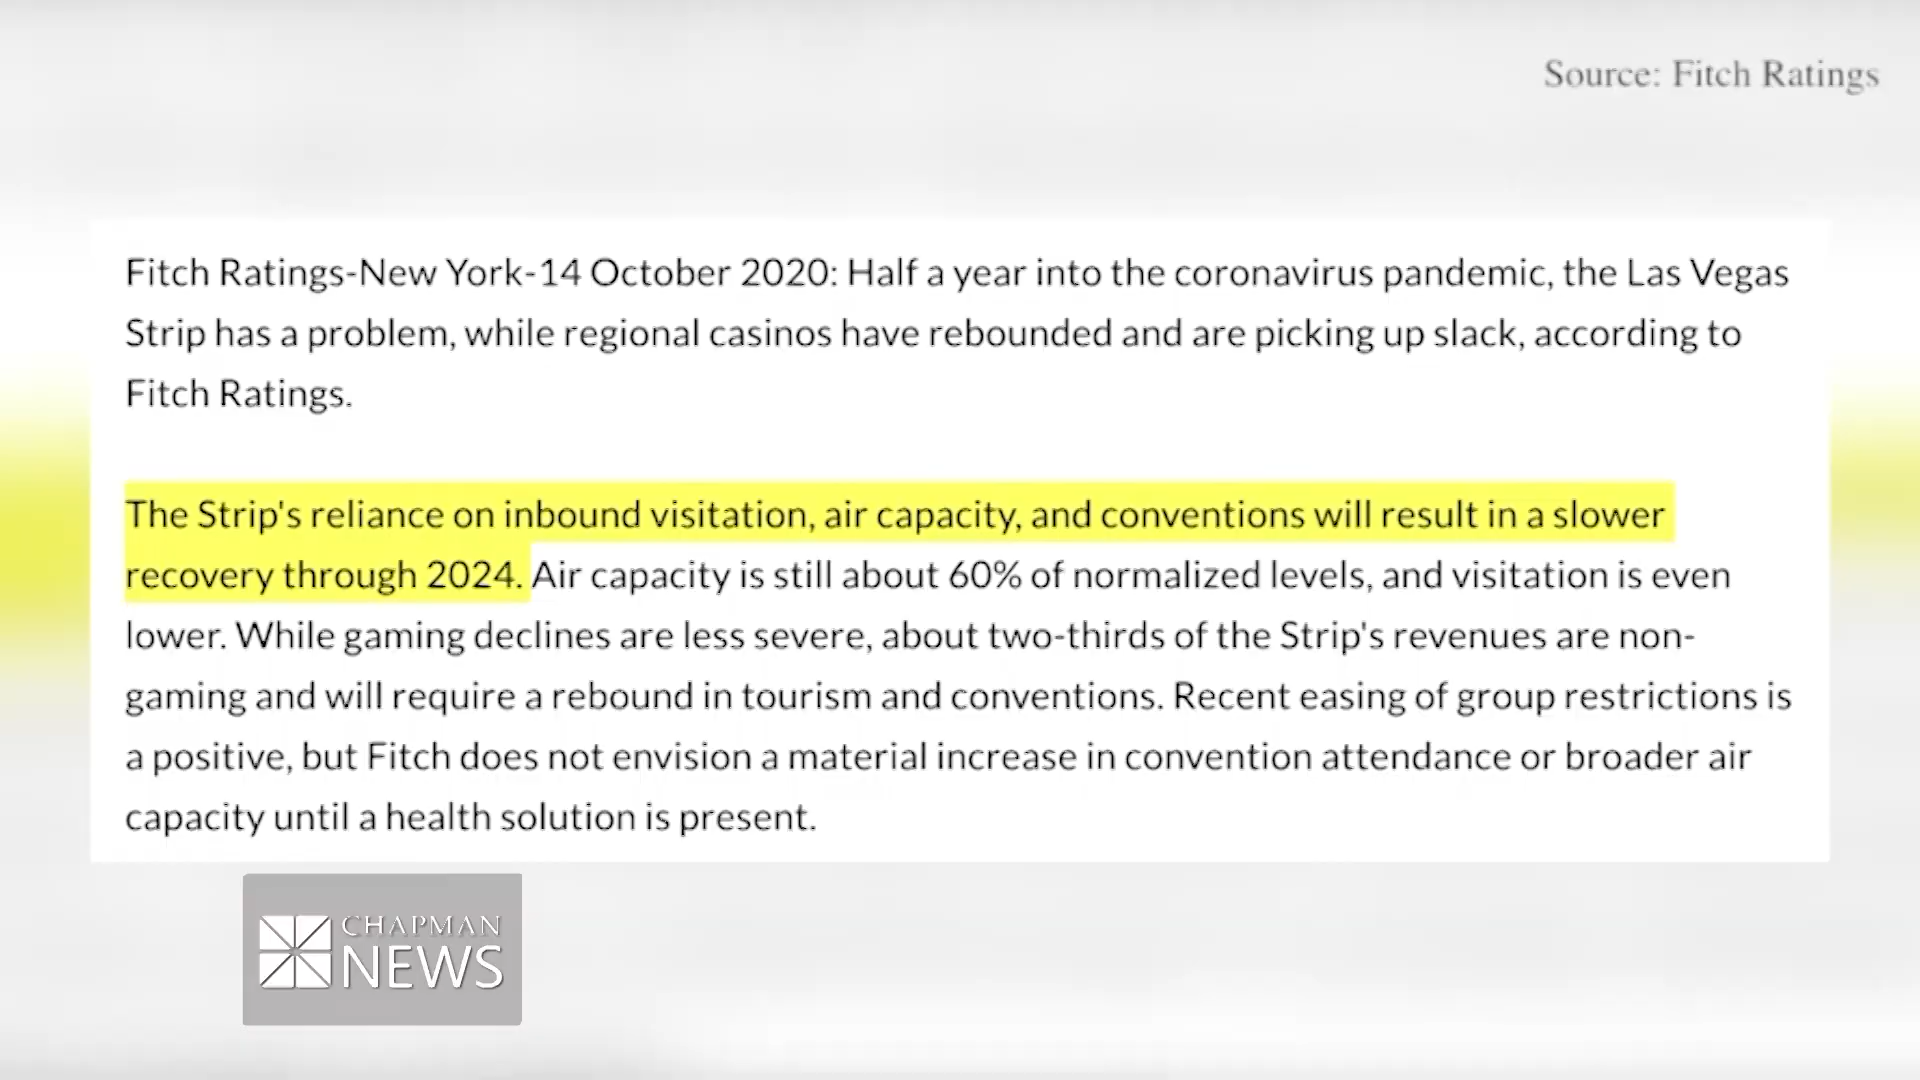 Source: Fitch Ratings
Fitch Ratings-New York-14 October 2020: Half a year into the coronavirus pandemic, the Las Vegas
Strip has a problem, while regional casinos have rebounded and are picking up slack, according to
Fitch Ratings.
The Strip's reliance on inbound visitation, air capacity, and conventions will result in a slower
recovery through 2024. Air capacity is still about 60% of normalized levels, and visitation is even
lower. While gaming declines are less severe, about two-thirds of the Strip's revenues are non-
gaming and will require a rebound in tourism and conventions. Recent easing of group restrictions is
a positive, but Fitch does not envision a material increase in convention attendance or broader air
capacity until a health solution is present.
CHAPMAN
NEWS